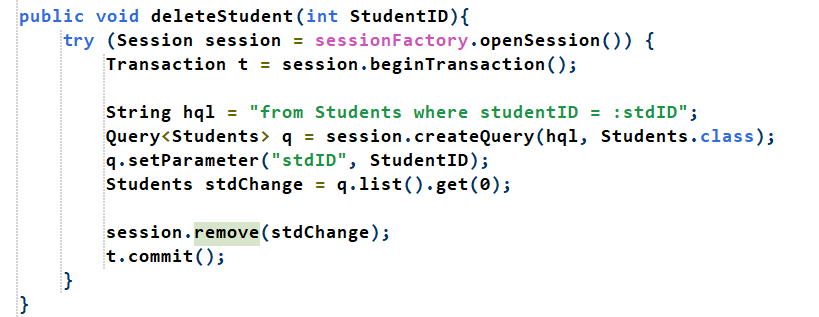 public void deleteStudent(int StudentID){
    try (Session session = sessionFactory.openSession()) {
        Transaction t = session.beginTransaction();

        String hql = "from Students where studentID = :stdID";
        Query<Students> q = session.createQuery(hql, Students.class);
        q.setParameter("stdID", StudentID);
        Students stdChange = q.list().get(0);

        session.remove(stdChange);
        t.commit();
    }
}